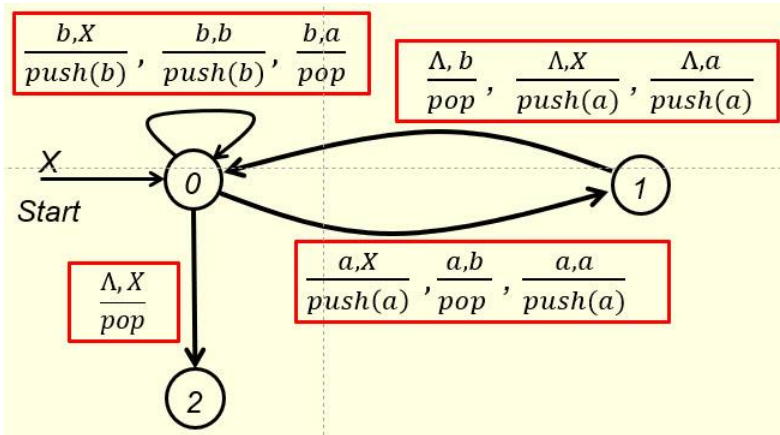 b,X/push(b) , b,b/push(b) , b,a/pop
Λ, b/pop , Λ,X/push(a) , Λ,a/push(a)
X
Start
0
1
a,X/push(a) , a,b/pop , a,a/push(a)
Λ, X/pop
2